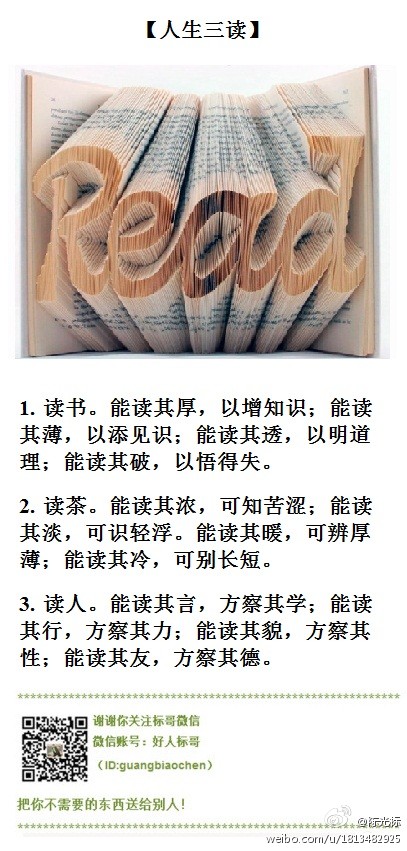 【人生三读】
Read
1. 读书。能读其厚，以增知识；能读
其薄，以添见识；能读其透，以明道
理；能读其破，以悟得失。
2. 读茶。能读其浓，可知苦涩；能读
其淡，可识轻浮。能读其暖，可辨厚
薄；能读其冷，可别长短。
3. 读人。能读其言，方察其学；能读
其行，方察其力；能读其貌，方察其
性；能读其友，方察其德。
谢谢你关注标哥微信
微信账号：好人标哥
（ID:guangbiaochen）
把你不需要的东西送给别人！
@陈光标
weibo.com/u/1813482925